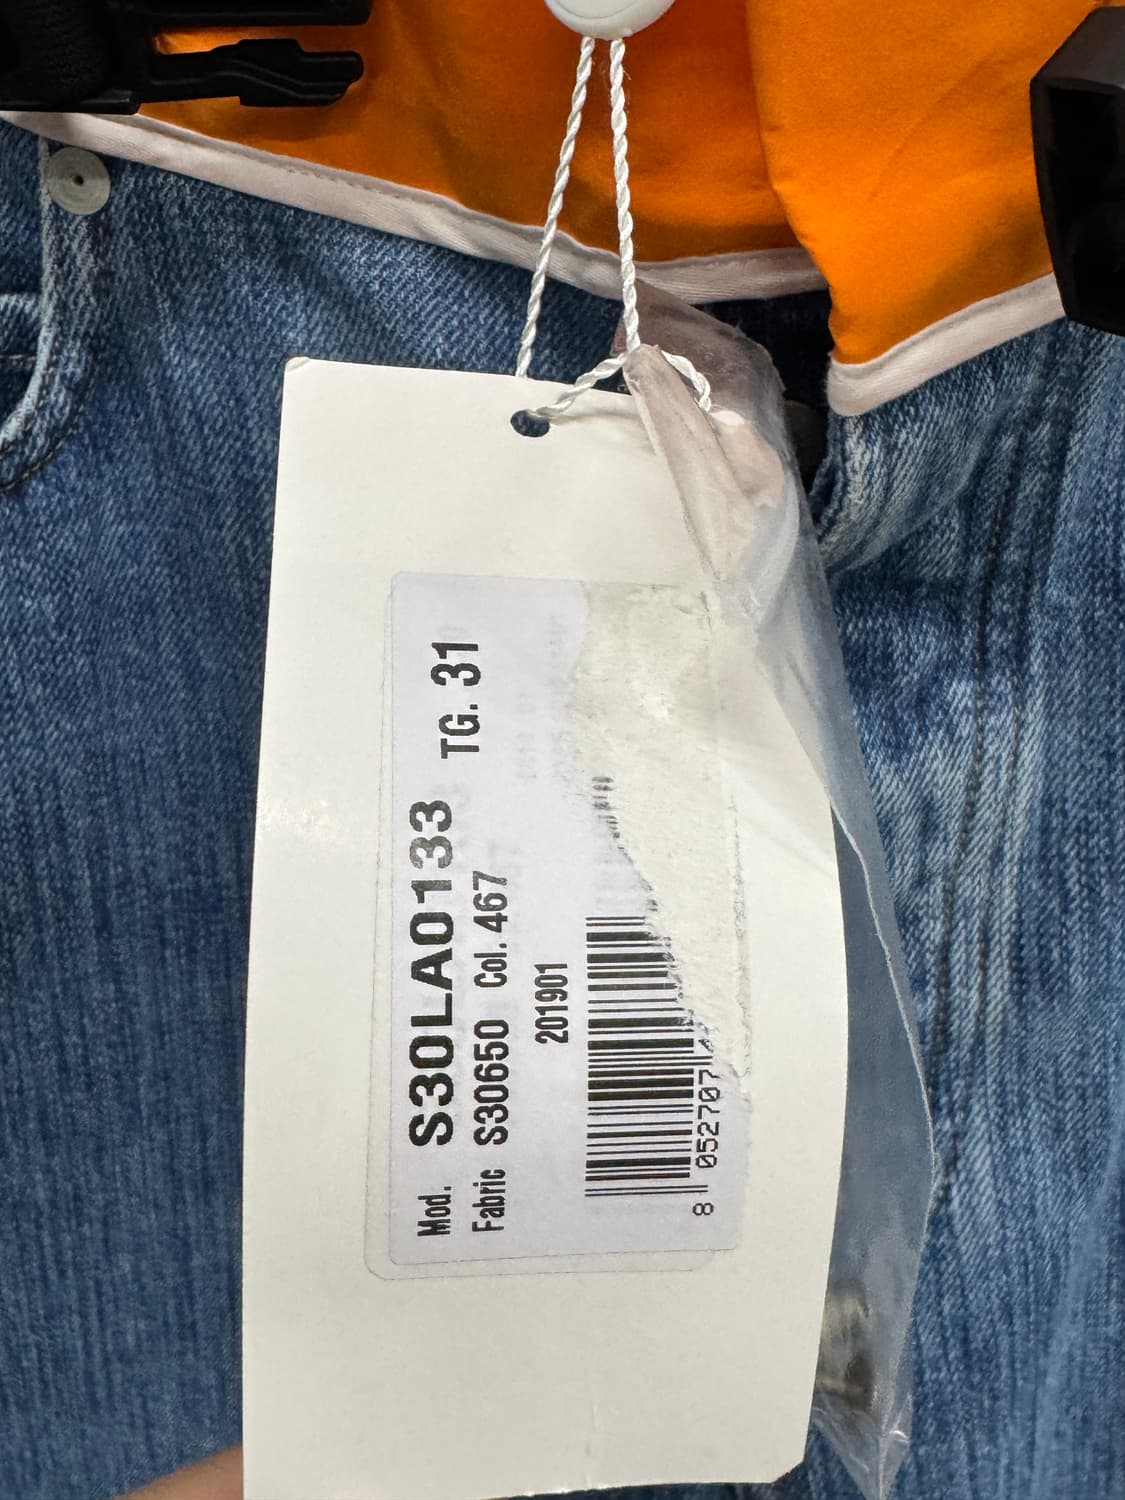 Mod. S30LA0133 TG. 31
Fabric S30650 Col. 467
201901
8 052707